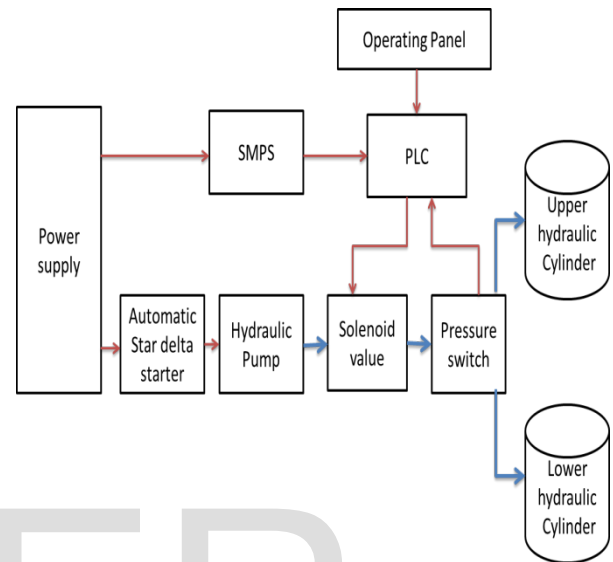 Operating Panel
SMPS
PLC
Power
supply
Upper
hydraulic
Cylinder
Automatic
Star delta
starter
Hydraulic
Pump
Solenoid
value
Pressure
switch
Lower
hydraulic
Cylinder